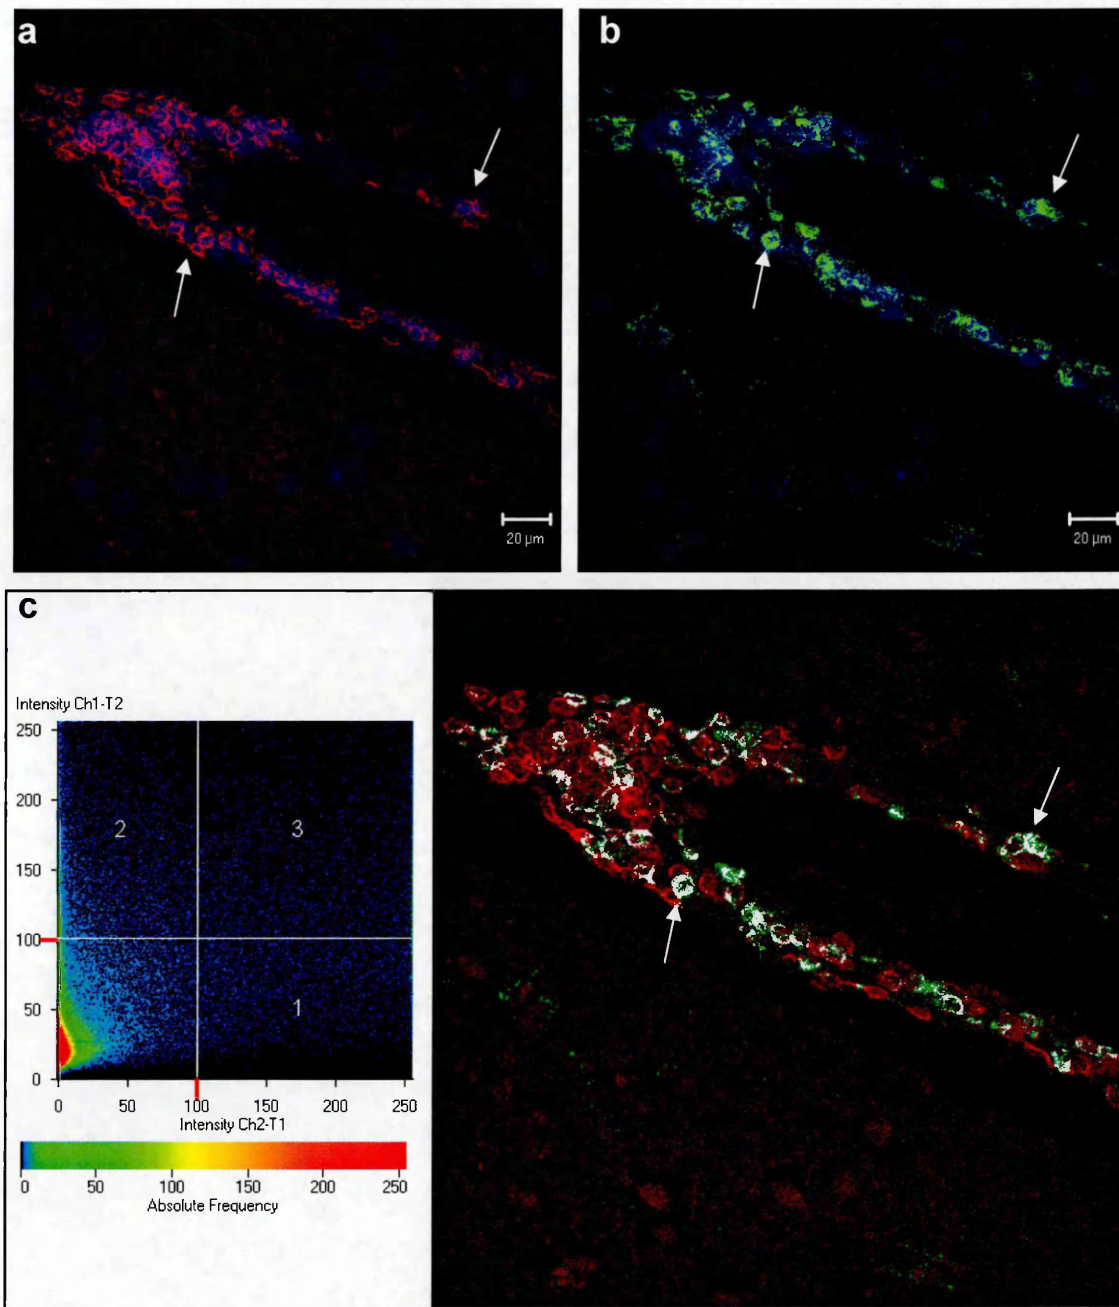 a
b
20 µm
20 µm
c
Intensity Ch1-T2
250
200
150
100
50
0
2
3
1
0 50 100 150 200 250
Intensity Ch2-T1
0 50 100 150 200 250
Absolute Frequency